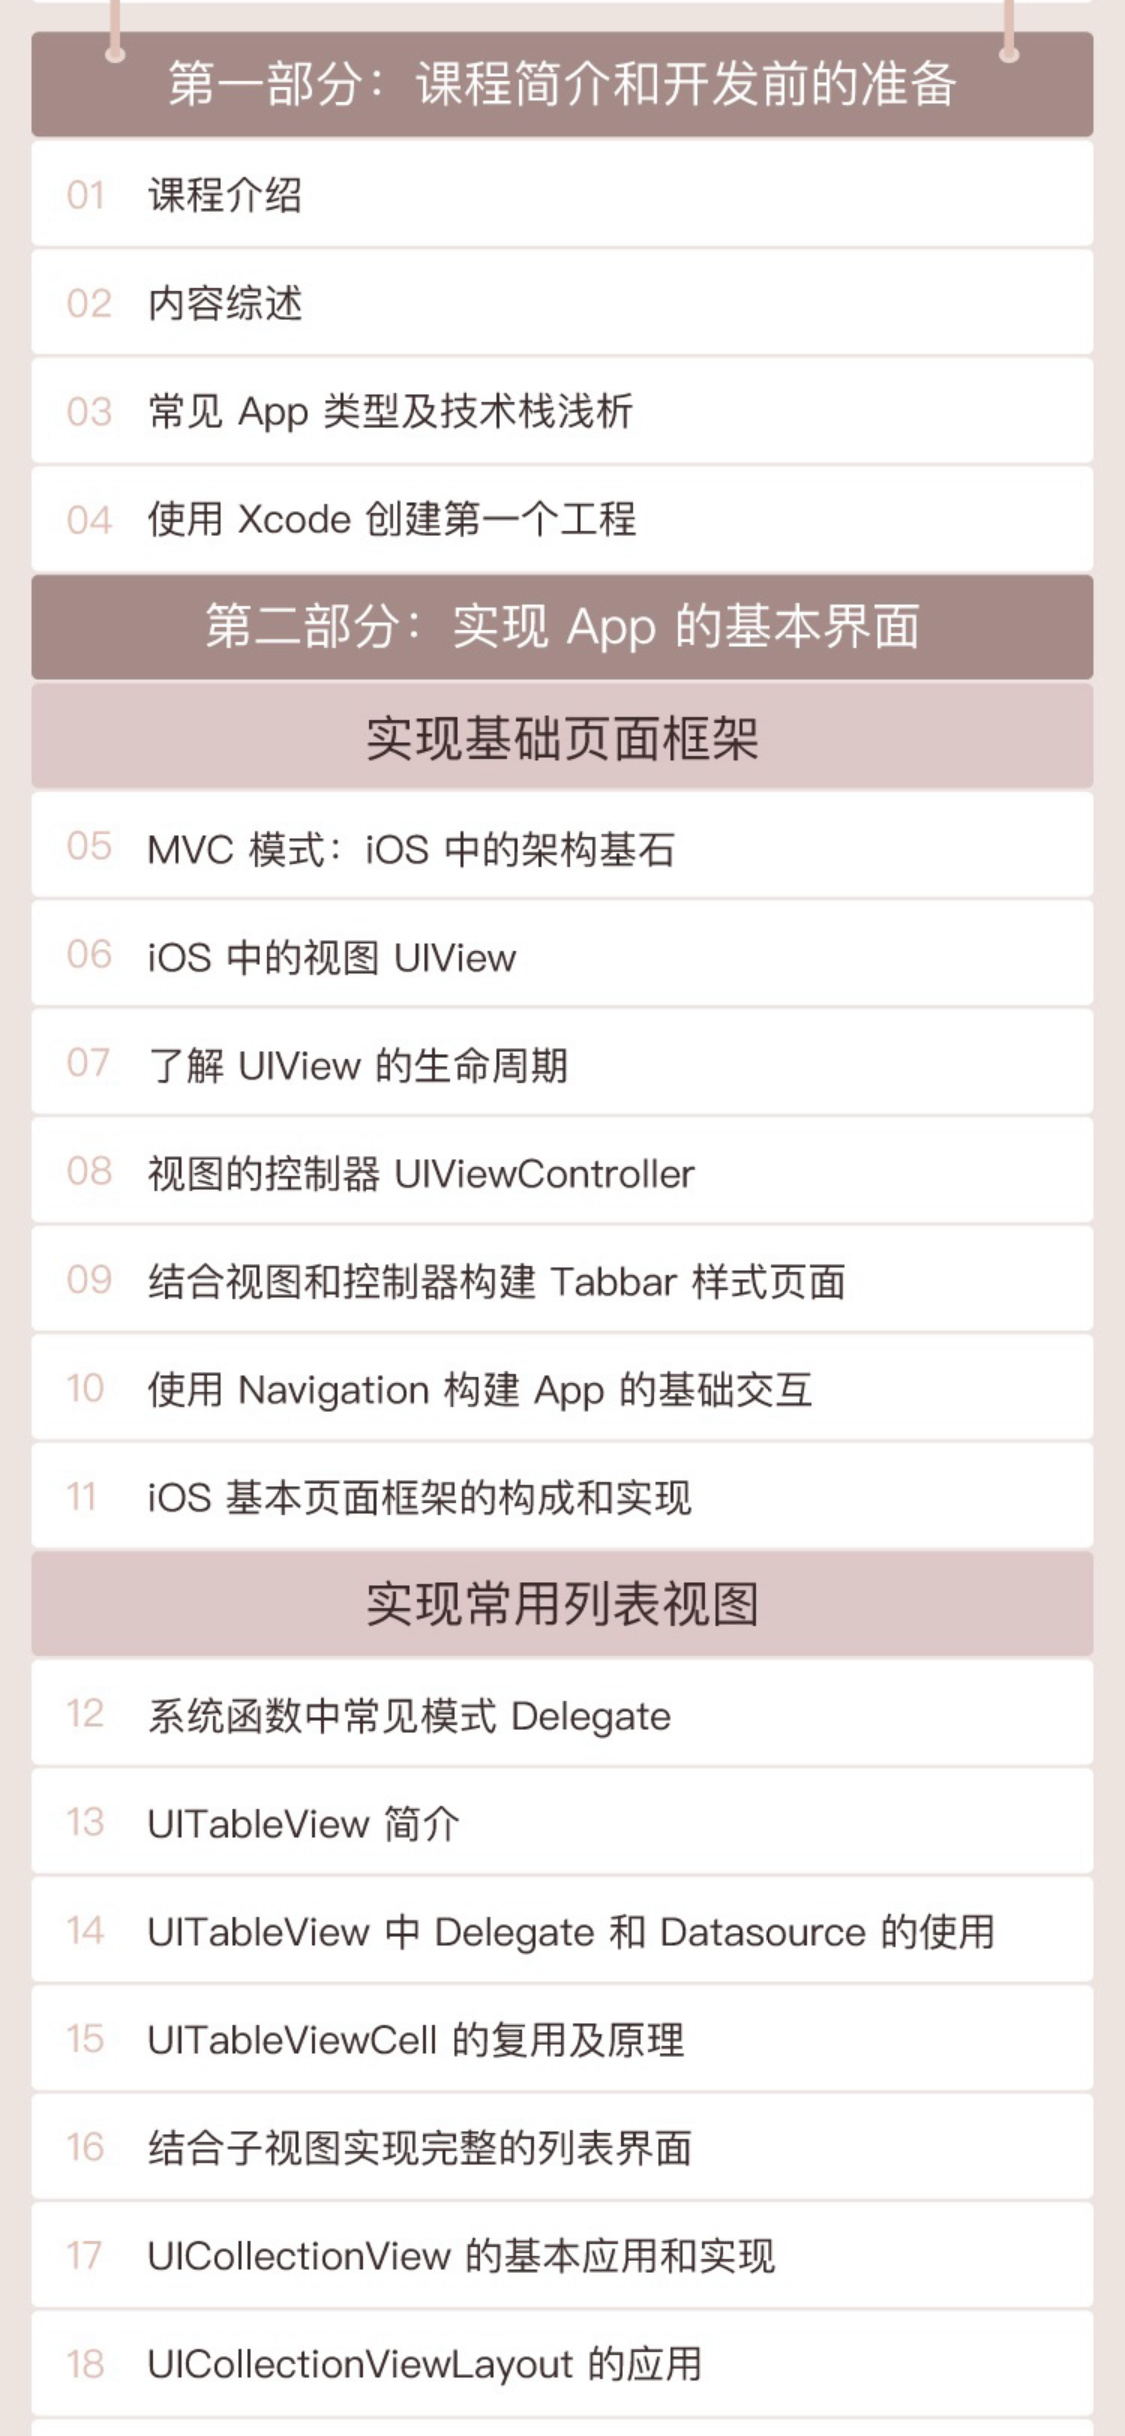 第一部分：课程简介和开发前的准备
01 课程介绍
02 内容综述
03 常见 App 类型及技术栈浅析
04 使用 Xcode 创建第一个工程
第二部分：实现 App 的基本界面
实现基础页面框架
05 MVC 模式：iOS 中的架构基石
06 iOS 中的视图 UIView
07 了解 UIView 的生命周期
08 视图的控制器 UIViewController
09 结合视图和控制器构建 Tabbar 样式页面
10 使用 Navigation 构建 App 的基础交互
11 iOS 基本页面框架的构成和实现
实现常用列表视图
12 系统函数中常见模式 Delegate
13 UITableView 简介
14 UITableView 中 Delegate 和 Datasource 的使用
15 UITableViewCell 的复用及原理
16 结合子视图实现完整的列表界面
17 UICollectionView 的基本应用和实现
18 UICollectionViewLayout 的应用